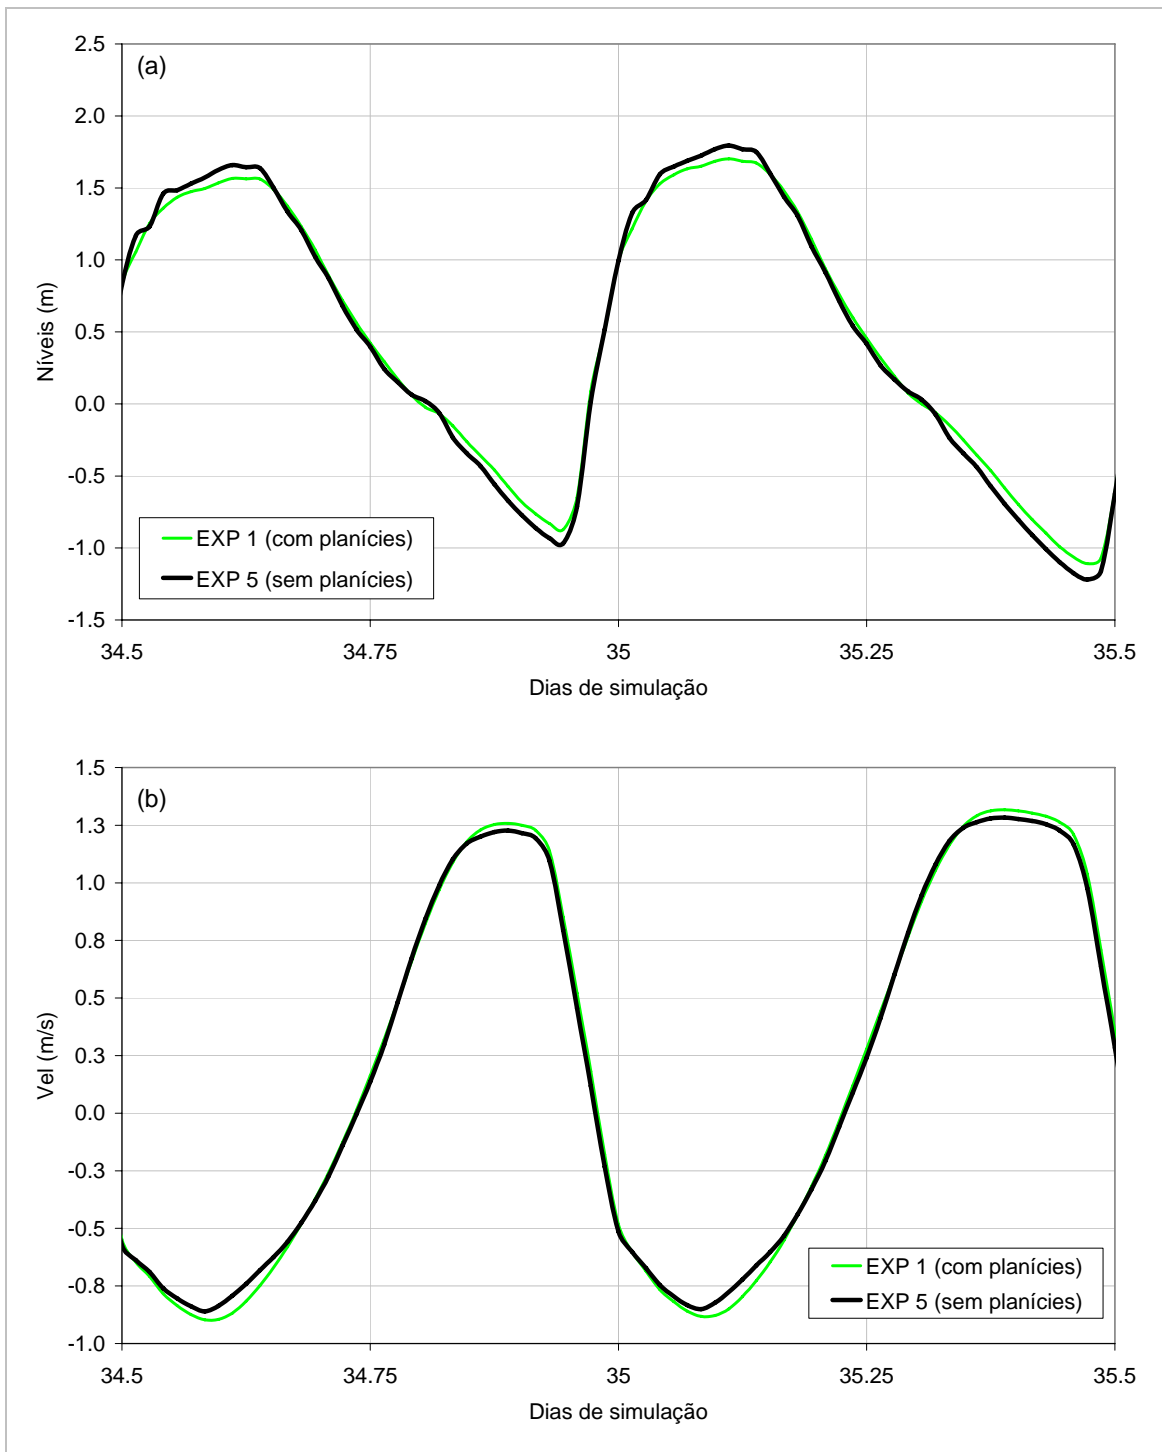 (a)
2.5
2.0
1.5
1.0
0.5
0.0
-0.5
-1.0
-1.5
Níveis (m)
EXP 1 (com planícies)
EXP 5 (sem planícies)
34.5 34.75 35 35.25 35.5
Dias de simulação
(b)
1.5
1.3
1.0
0.8
0.5
0.3
0.0
-0.3
-0.5
-0.8
-1.0
Vel (m/s)
EXP 1 (com planícies)
EXP 5 (sem planícies)
34.5 34.75 35 35.25 35.5
Dias de simulação